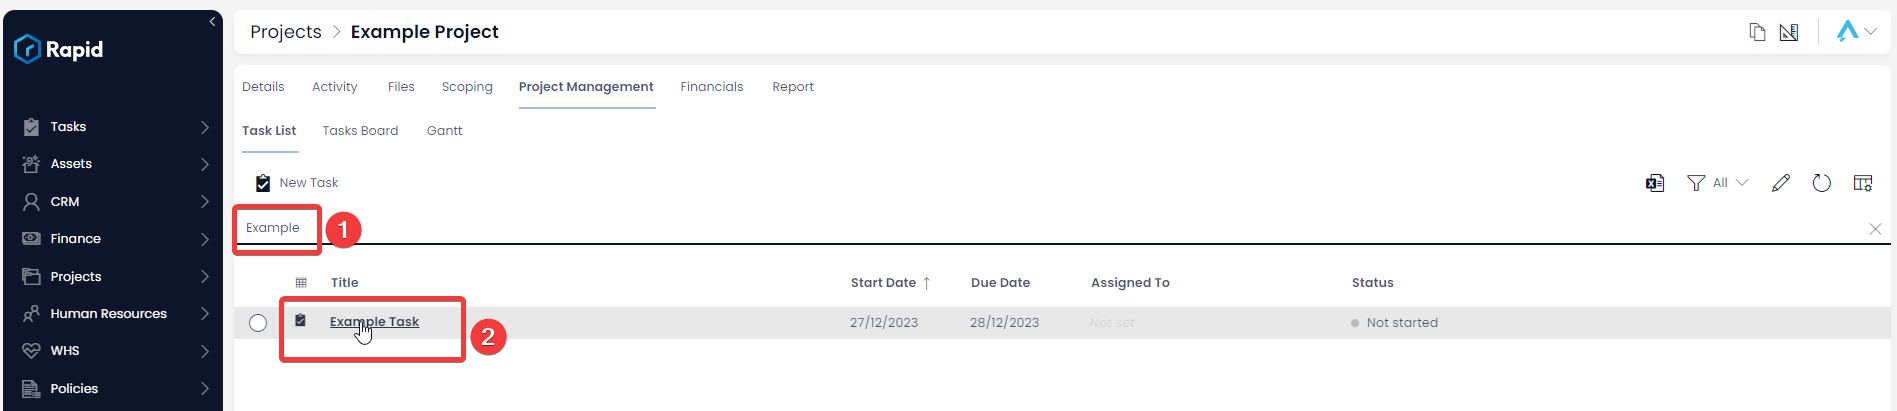 Rapid
Tasks
Assets
CRM
Finance
Projects
Human Resources
WHS
Policies
Projects > Example Project
Details Activity Files Scoping Project Management Financials Report
Task List Tasks Board Gantt
New Task All
Example 1
Title Start Date ↑ Due Date Assigned To Status
Example Task 27/12/2023 28/12/2023 Not set Not started
2